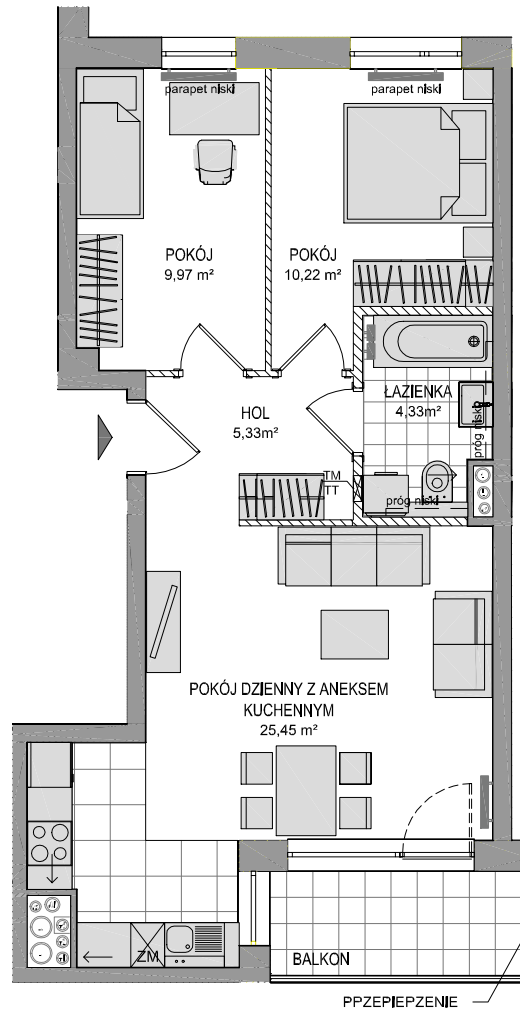 parapet niski
parapet niski
POKÓJ
9,97 m²
POKÓJ
10,22 m²
ŁAZIENKA
4,33m²
próg niski
HOL
5,33m²
TM
TT
próg niski
POKÓJ DZIENNY Z ANEKSEM
KUCHENNYM
25,45 m²
ZM
BALKON
PPZEPIEPZENIE